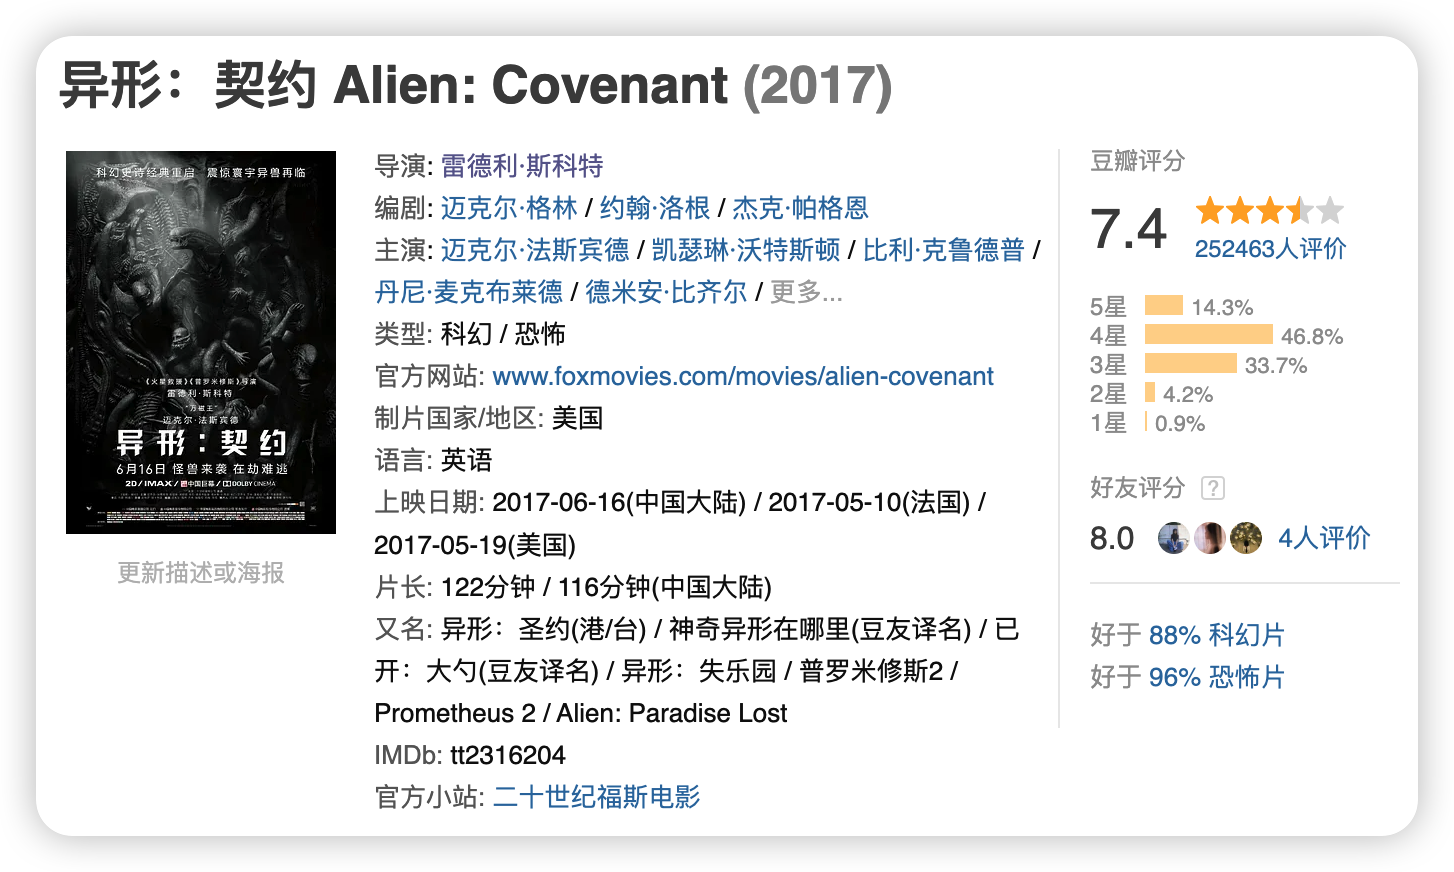 异形：契约 Alien: Covenant (2017)
科幻史诗经典重启 震惊寰宇异兽再临
《火星救援》《普罗米修斯》导演
雷德利·斯科特
"万磁王"
迈克尔·法斯宾德
异形：契约
6月16日 怪兽来袭 在劫难逃
2D/IMAX/中国巨幕/DOLBY CINEMA
更新描述或海报
导演: 雷德利·斯科特
编剧: 迈克尔·格林 / 约翰·洛根 / 杰克·帕格恩
主演: 迈克尔·法斯宾德 / 凯瑟琳·沃特斯顿 / 比利·克鲁德普 /
丹尼·麦克布莱德 / 德米安·比齐尔 / 更多...
类型: 科幻 / 恐怖
官方网站: www.foxmovies.com/movies/alien-covenant
制片国家/地区: 美国
语言: 英语
上映日期: 2017-06-16(中国大陆) / 2017-05-10(法国) /
2017-05-19(美国)
片长: 122分钟 / 116分钟(中国大陆)
又名: 异形：圣约(港/台) / 神奇异形在哪里(豆友译名) / 已
开：大勺(豆友译名) / 异形：失乐园 / 普罗米修斯2 /
Prometheus 2 / Alien: Paradise Lost
IMDb: tt2316204
官方小站: 二十世纪福斯电影
豆瓣评分
7.4
252463人评价
5星 14.3%
4星 46.8%
3星 33.7%
2星 4.2%
1星 0.9%
好友评分 ?
8.0 4人评价
好于 88% 科幻片
好于 96% 恐怖片